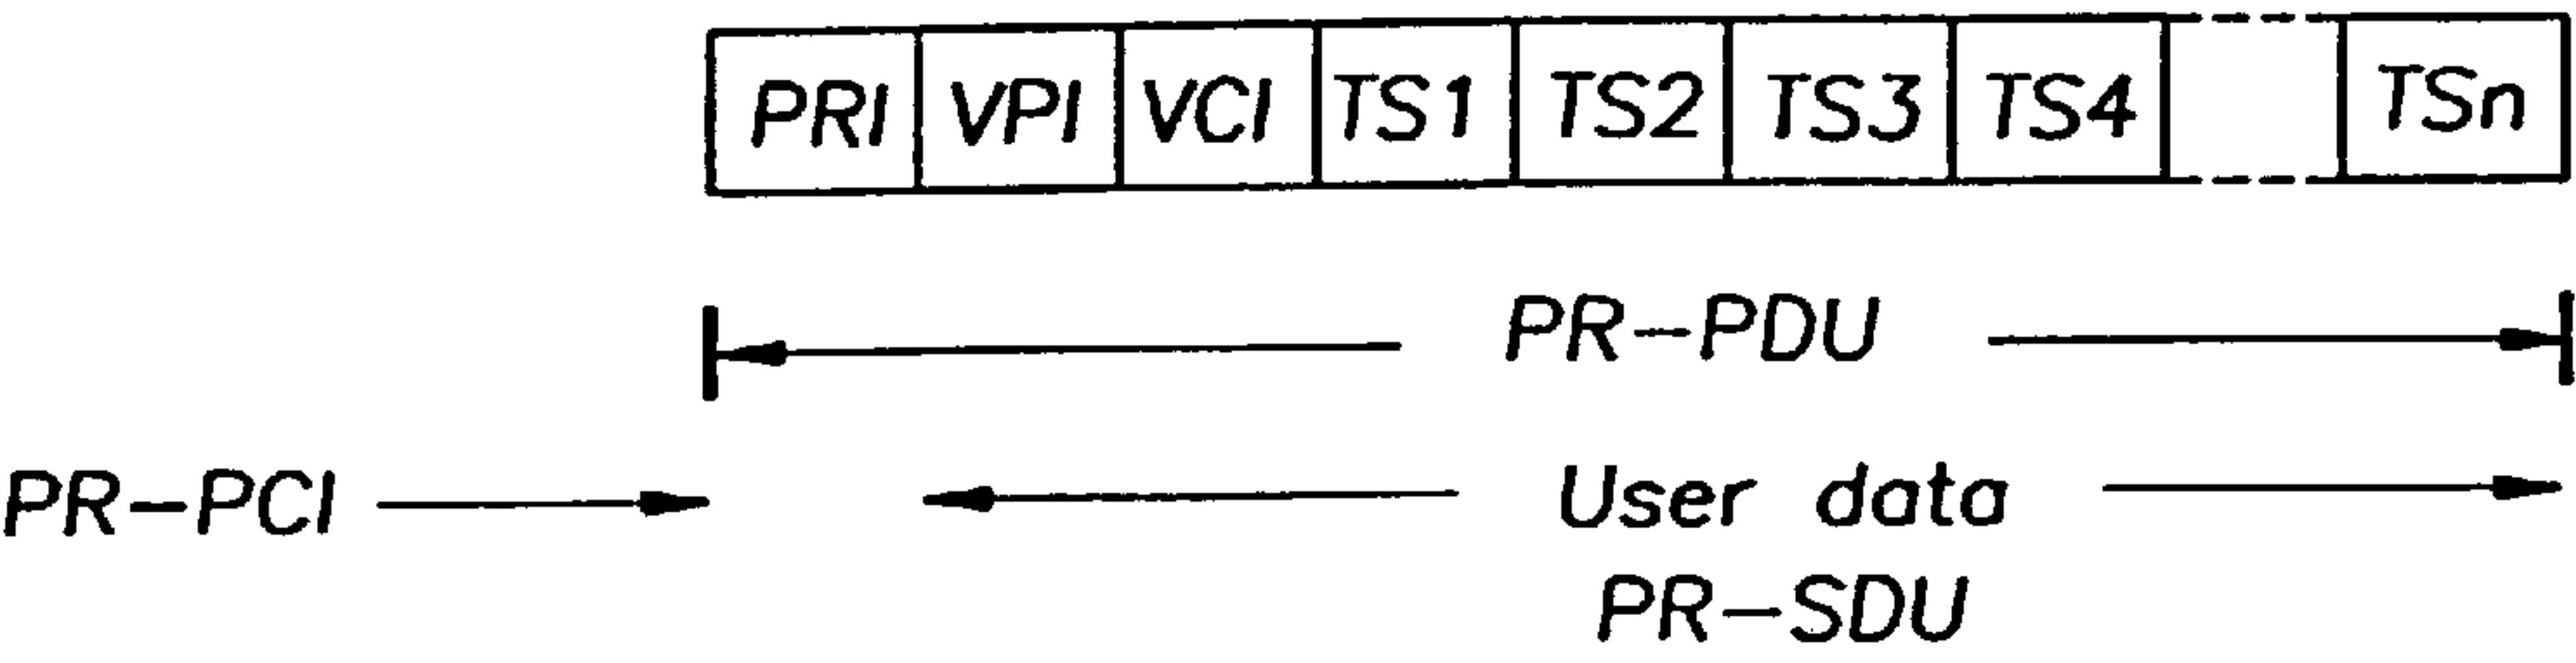 PRI VPI VCI TS1 TS2 TS3 TS4 TSn
PR-PDU
PR-PCI User data
PR-SDU